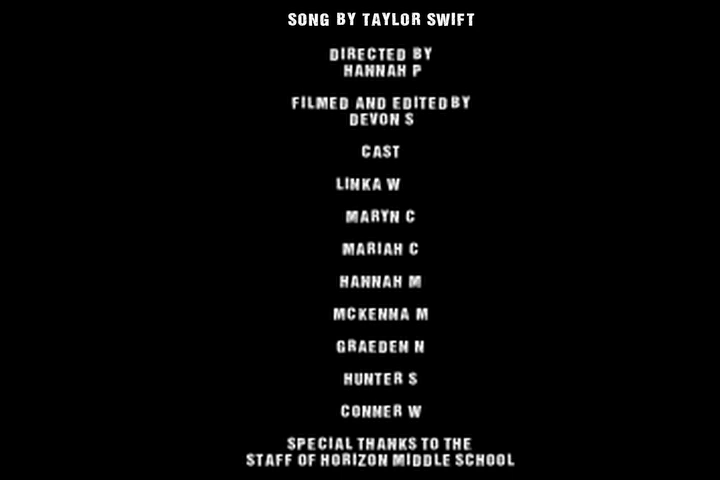 SONG BY TAYLOR SWIFT
DIRECTED BY
HANNAH P
FILMED AND EDITED BY
DEVON S
CAST
LINKA W
MARYN C
MARIAH C
HANNAH M
MCKENNA M
GRAEDEN N
HUNTER S
CONNER W
SPECIAL THANKS TO THE
STAFF OF HORIZON MIDDLE SCHOOL